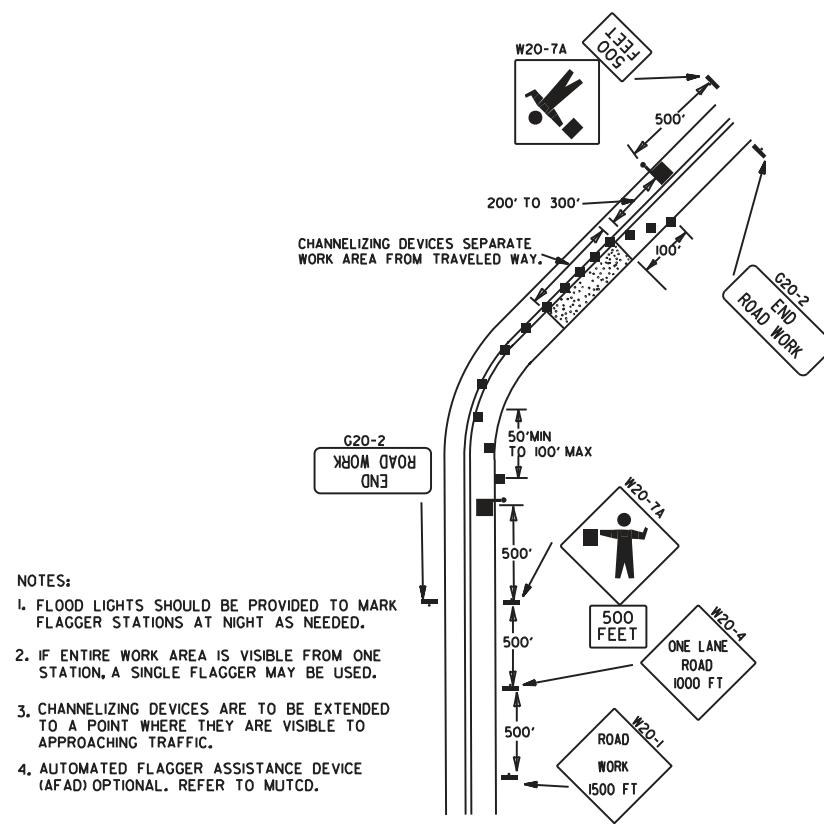 W20-7A
500
FEET
500'
200' TO 300'
CHANNELIZING DEVICES SEPARATE
WORK AREA FROM TRAVELED WAY.
100'
G20-2
END
ROAD WORK
G20-2
END
ROAD WORK
50'MIN
TO 100' MAX
W20-7A
500'
500
FEET
W20-4
ONE LANE
ROAD
1000 FT
500'
W20-1
ROAD
WORK
1500 FT
500'
NOTES:
1. FLOOD LIGHTS SHOULD BE PROVIDED TO MARK
FLAGGER STATIONS AT NIGHT AS NEEDED.
2. IF ENTIRE WORK AREA IS VISIBLE FROM ONE
STATION, A SINGLE FLAGGER MAY BE USED.
3. CHANNELIZING DEVICES ARE TO BE EXTENDED
TO A POINT WHERE THEY ARE VISIBLE TO
APPROACHING TRAFFIC.
4. AUTOMATED FLAGGER ASSISTANCE DEVICE
(AFAD) OPTIONAL. REFER TO MUTCD.